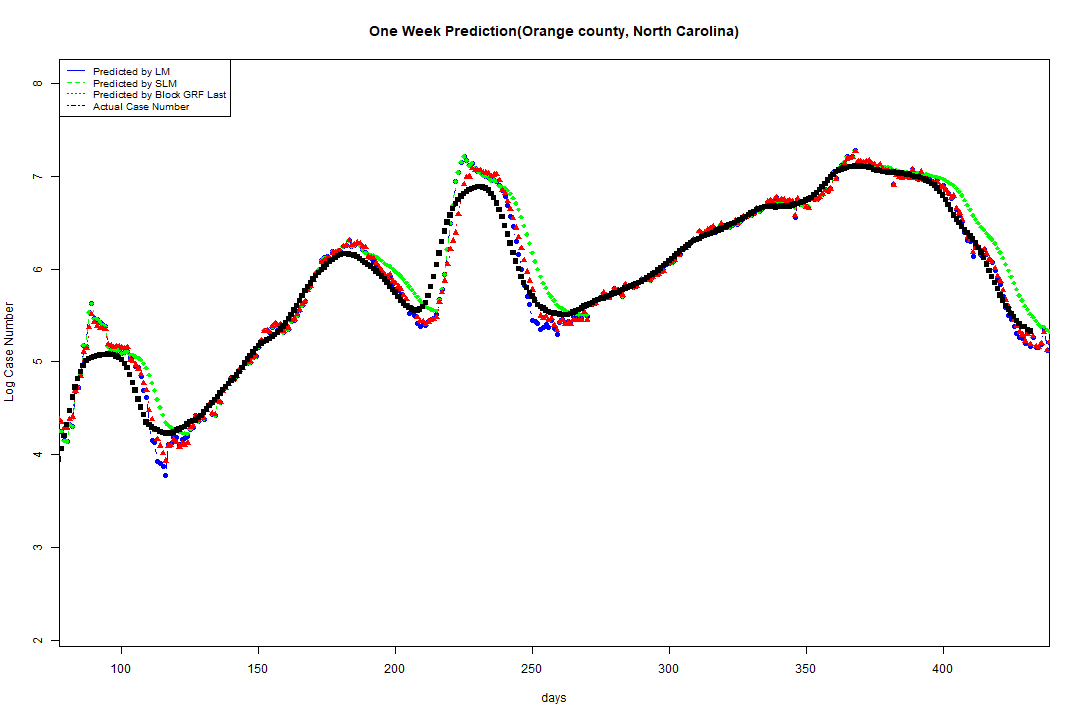 One Week Prediction(Orange county, North Carolina)
Predicted by LM
Predicted by SLM
Predicted by Block GRF Last
Actual Case Number
8
7
6
5
4
3
2
Log Case Number
100 150 200 250 300 350 400
days